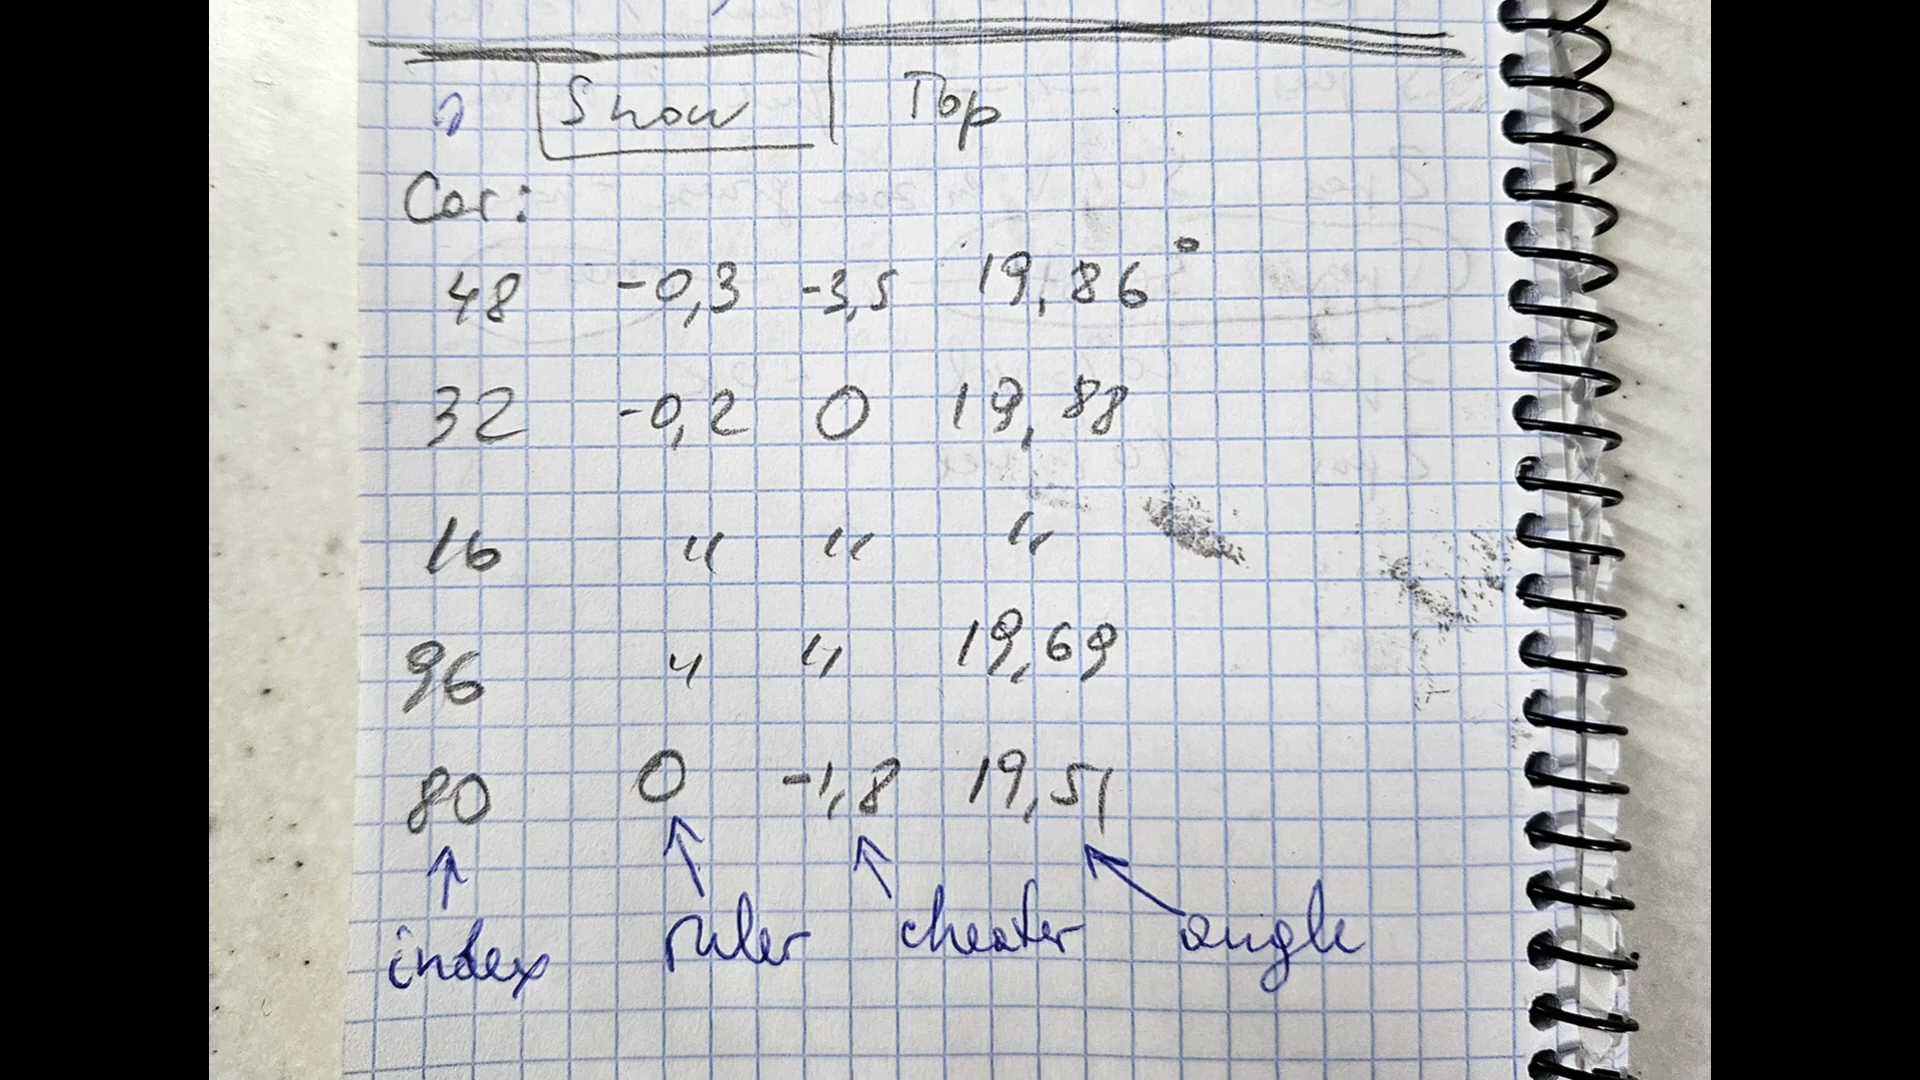 Snow Top
Car:
48 -0,3 -3,5 19,86°
32 -0,2 0 19,88
16 " " "
96 " " 19,69
80 0 -1,8 19,51
index ruler cheater angle